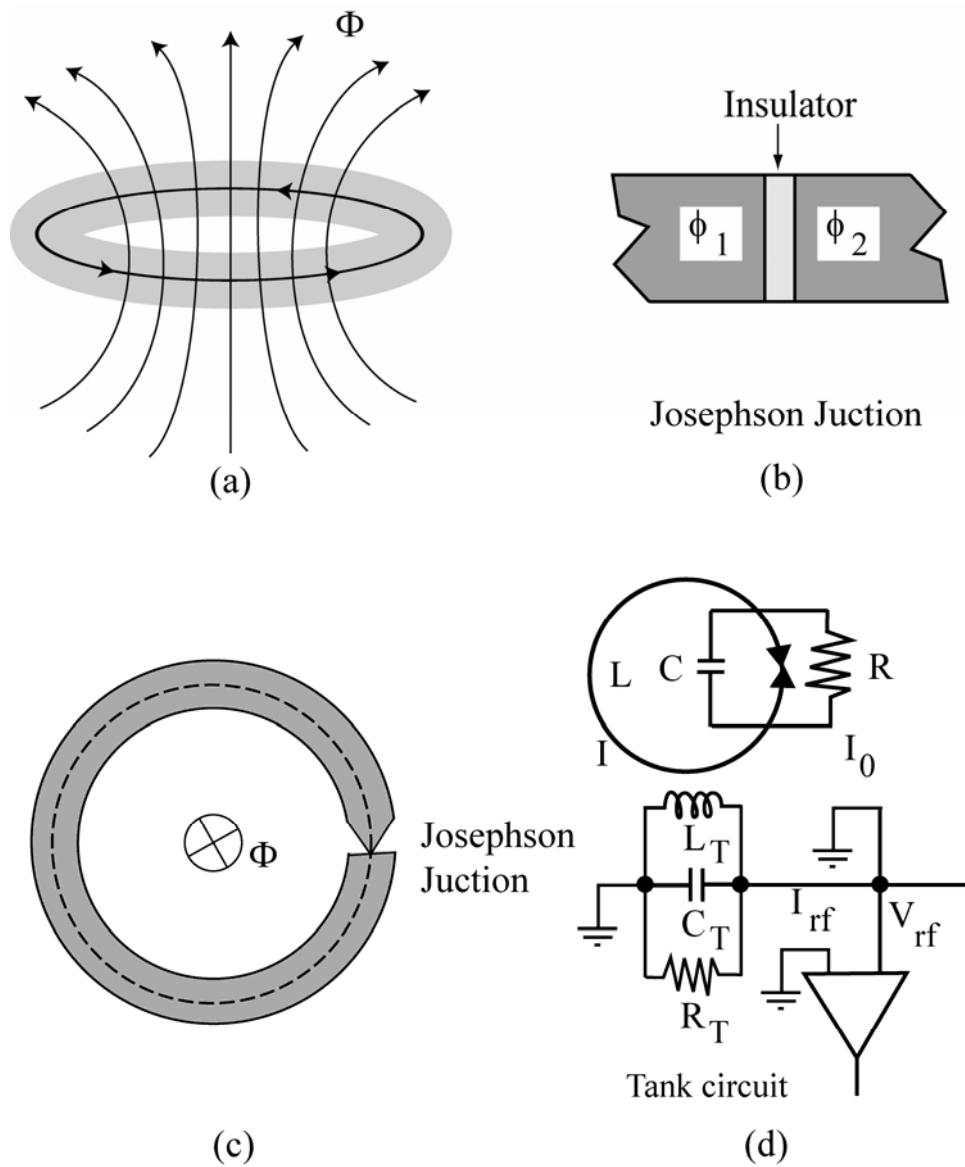 Φ
(a)
Insulator
ϕ1
ϕ2
Josephson Juction
(b)
Φ
Josephson
Juction
(c)
L
C
R
I
I0
LT
CT
RT
Irf
Vrf
Tank circuit
(d)